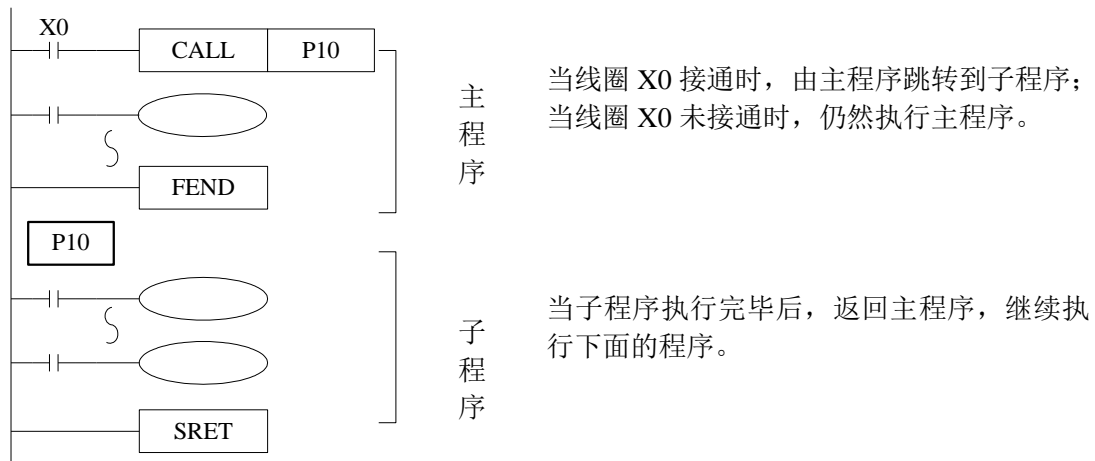 X0
CALL P10
FEND
主程序
当线圈 X0 接通时，由主程序跳转到子程序；
当线圈 X0 未接通时，仍然执行主程序。
P10
SRET
子程序
当子程序执行完毕后，返回主程序，继续执
行下面的程序。